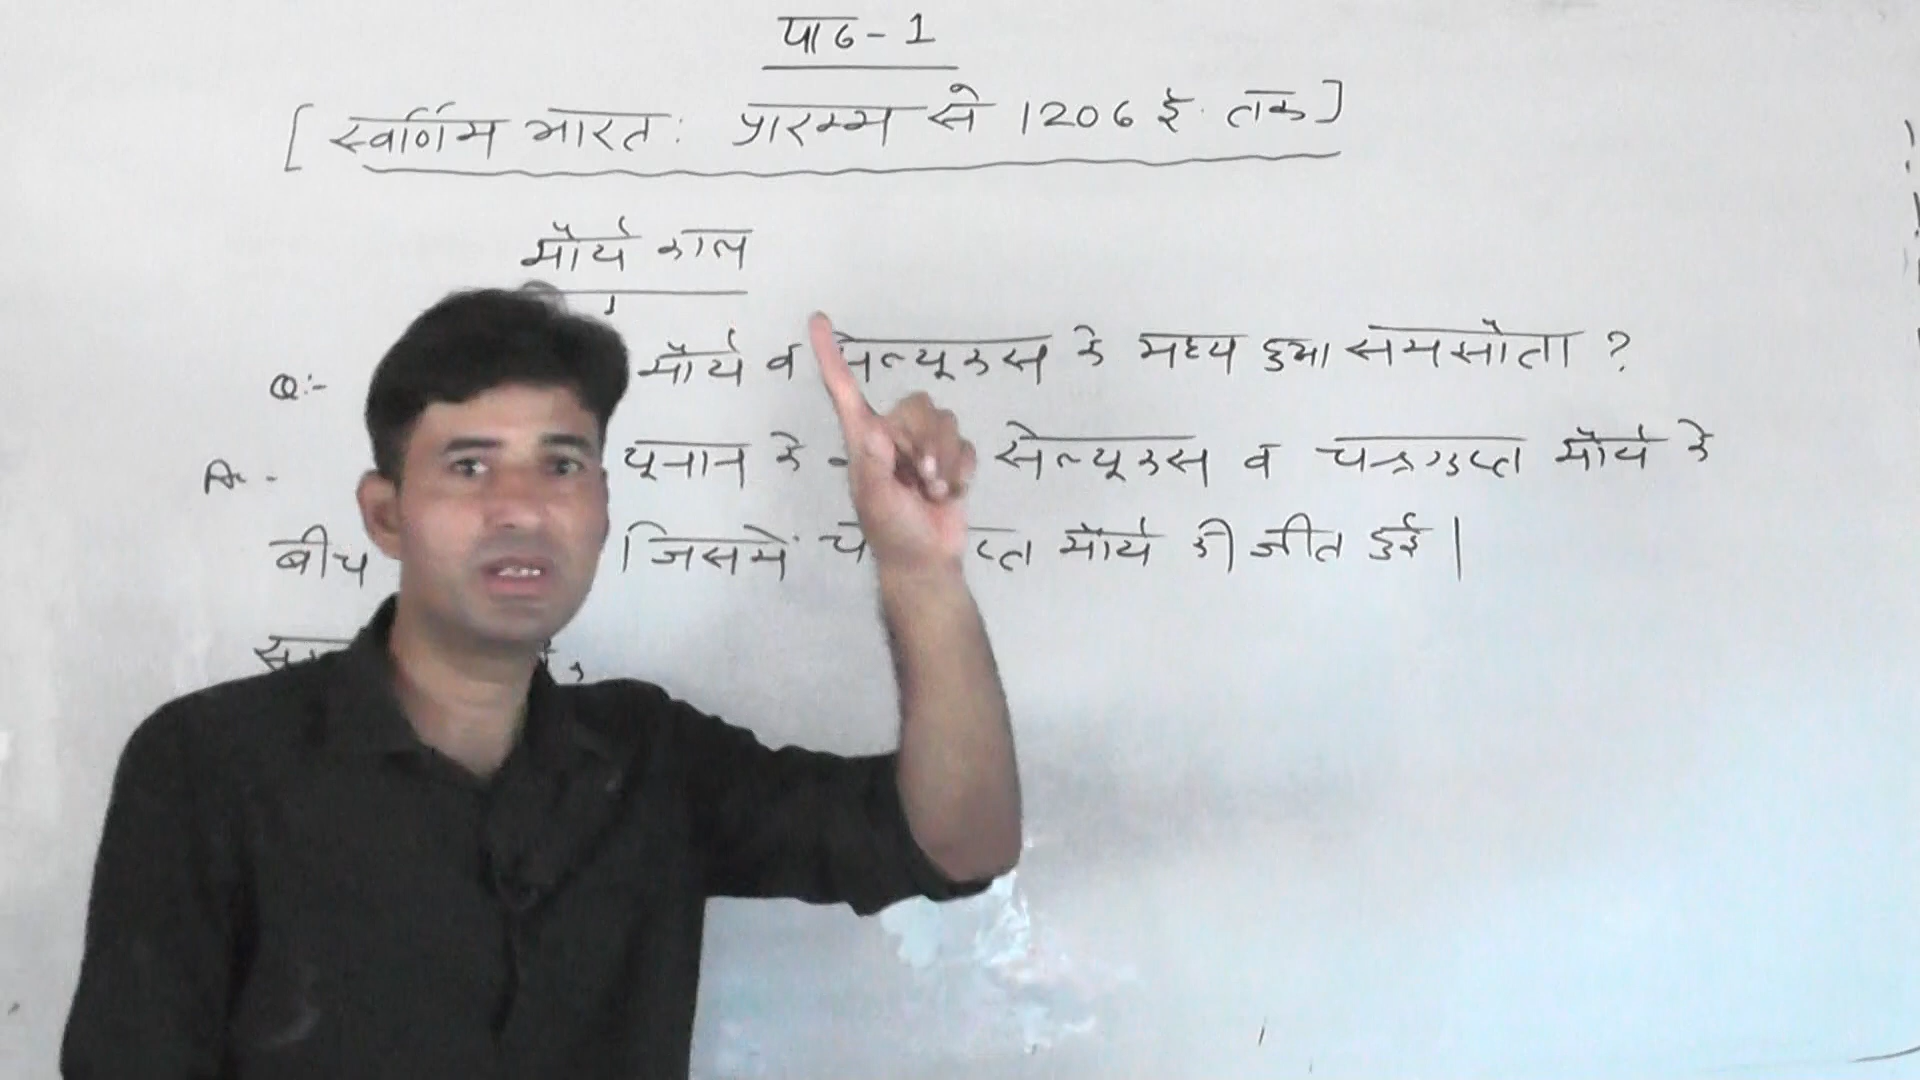 पाठ-1
[स्वर्णिम भारत: प्रारम्भ से 1206 ई. तक]
मौर्य काल
Q:- मौर्य व सेल्यूकस के मध्य हुआ समझौता ?
यूनान के सेल्यूकस व चन्द्रगुप्त मौर्य के
बीच जिसमें मौर्य की जीत हुई |